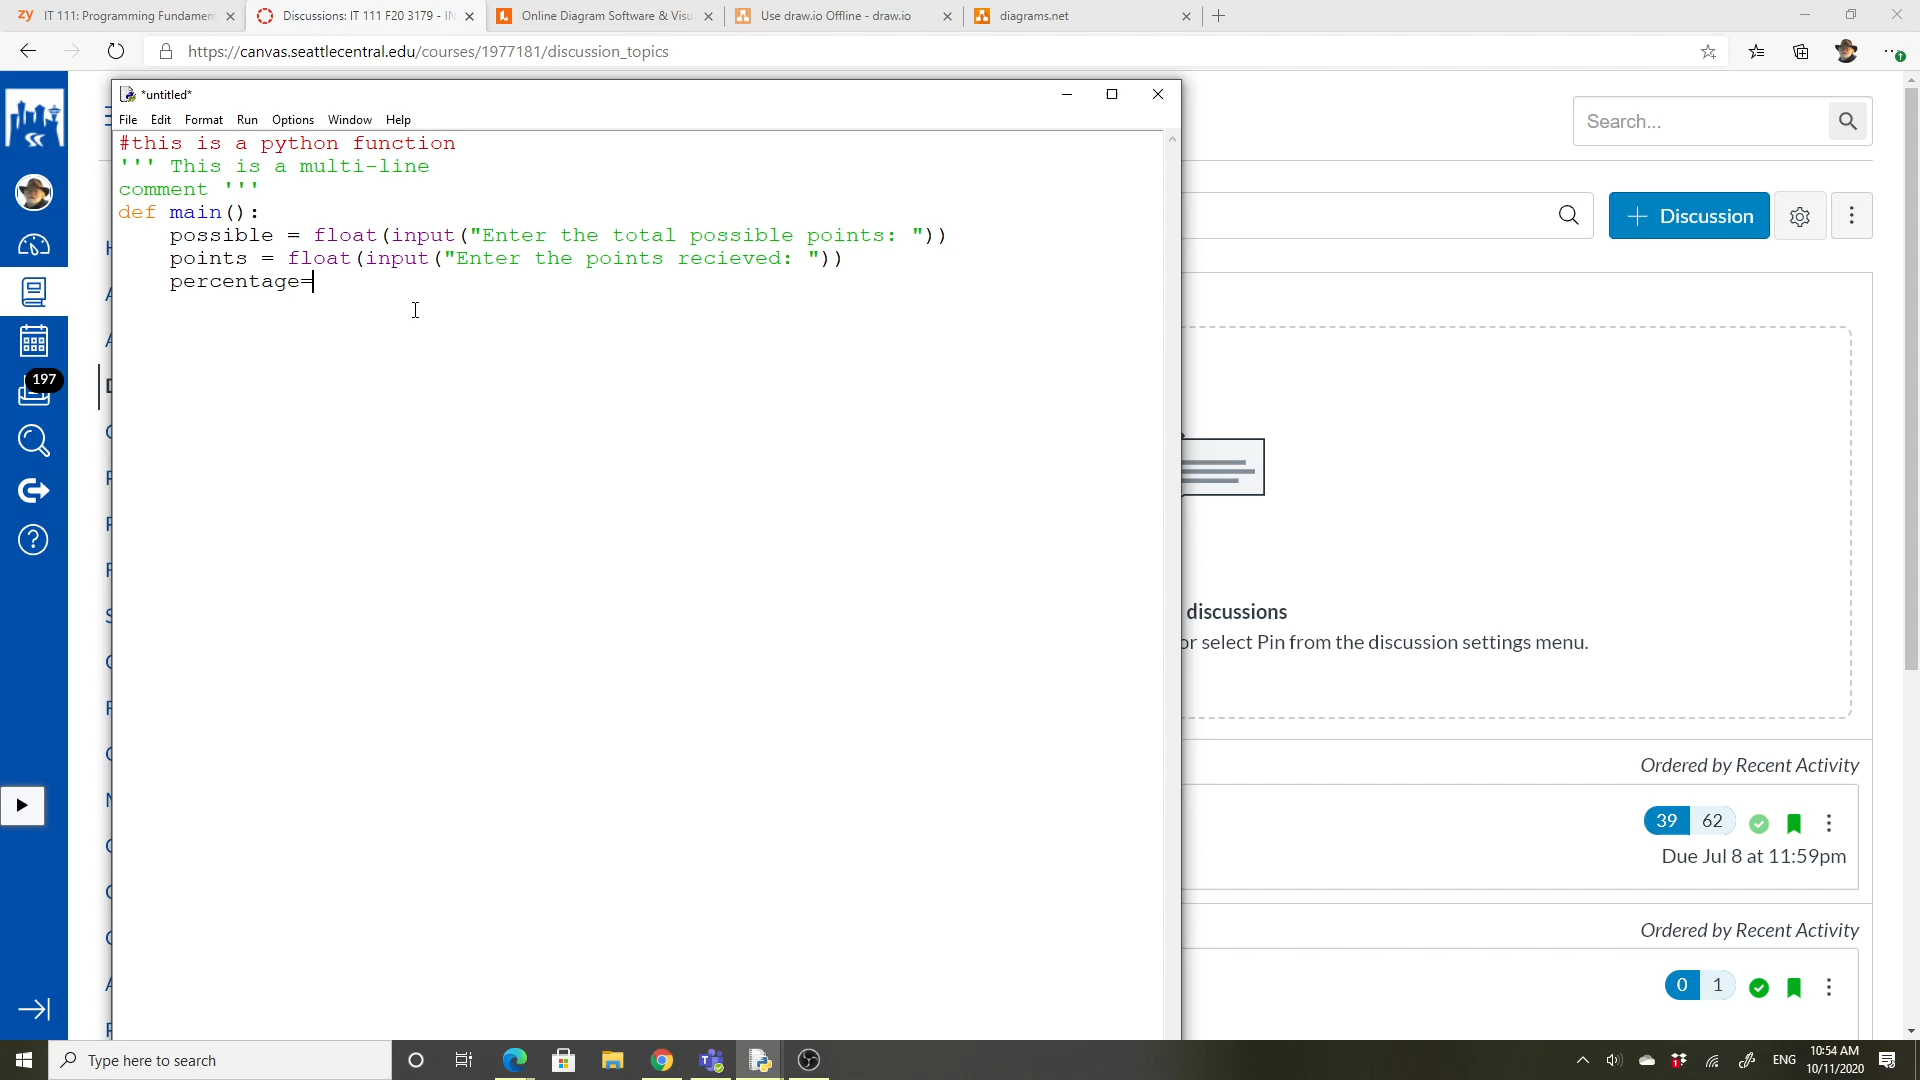 IT 111: Programming Fundamen
Discussions: IT 111 F20 3179 - IN
Online Diagram Software & Visu
Use draw.io Offline - draw.io
diagrams.net
https://canvas.seattlecentral.edu/courses/1977181/discussion_topics
*untitled*
File Edit Format Run Options Window Help
#this is a python function
''' This is a multi-line
comment '''
def main():
    possible = float(input("Enter the total possible points: "))
    points = float(input("Enter the points recieved: "))
    percentage=
Search...
Discussion
197
discussions
or select Pin from the discussion settings menu.
Ordered by Recent Activity
39 62
Due Jul 8 at 11:59pm
Ordered by Recent Activity
0 1
Type here to search
ENG
10:54 AM
10/11/2020